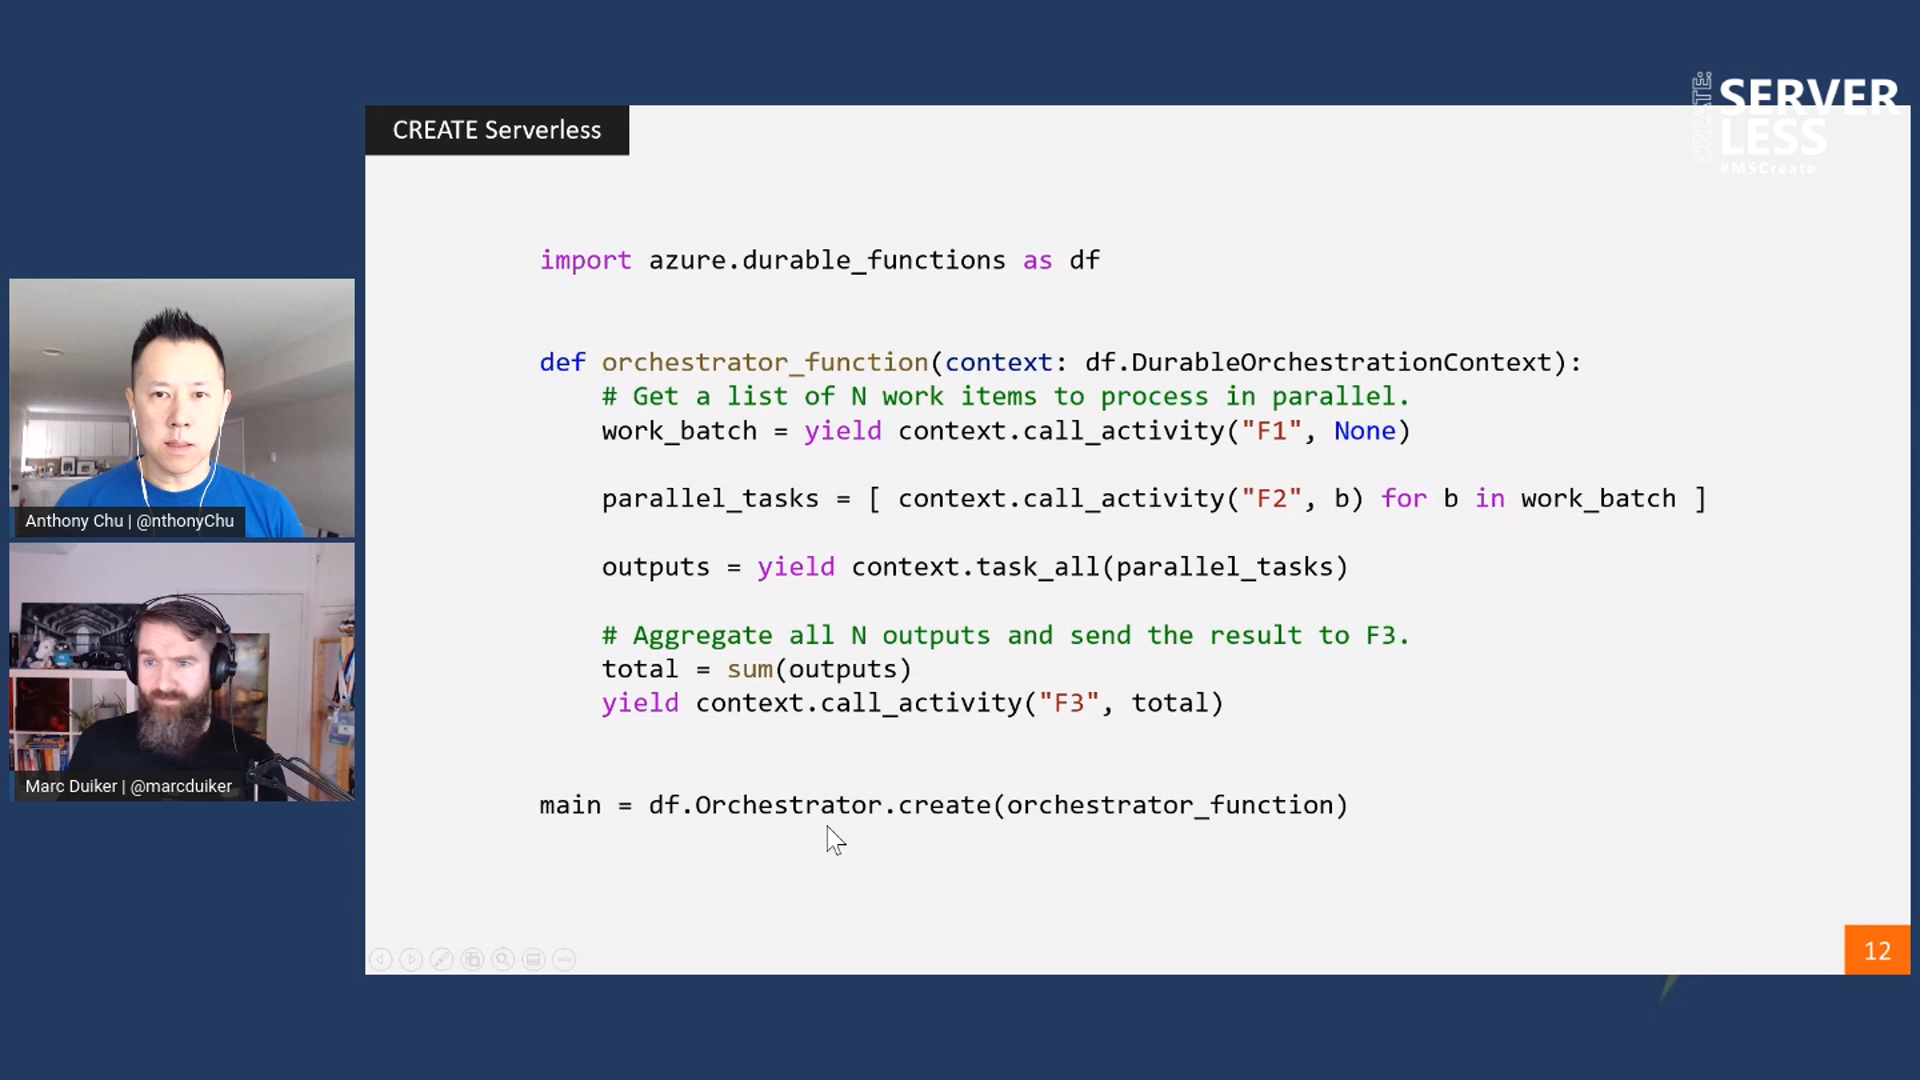 CREATE:
SERVER
LESS
#MSCreate
CREATE Serverless
import azure.durable_functions as df
def orchestrator_function(context: df.DurableOrchestrationContext):
# Get a list of N work items to process in parallel.
work_batch = yield context.call_activity("F1", None)
parallel_tasks = [ context.call_activity("F2", b) for b in work_batch ]
outputs = yield context.task_all(parallel_tasks)
# Aggregate all N outputs and send the result to F3.
total = sum(outputs)
yield context.call_activity("F3", total)
main = df.Orchestrator.create(orchestrator_function)
Anthony Chu | @nthonyChu
Marc Duiker | @marcduiker
12